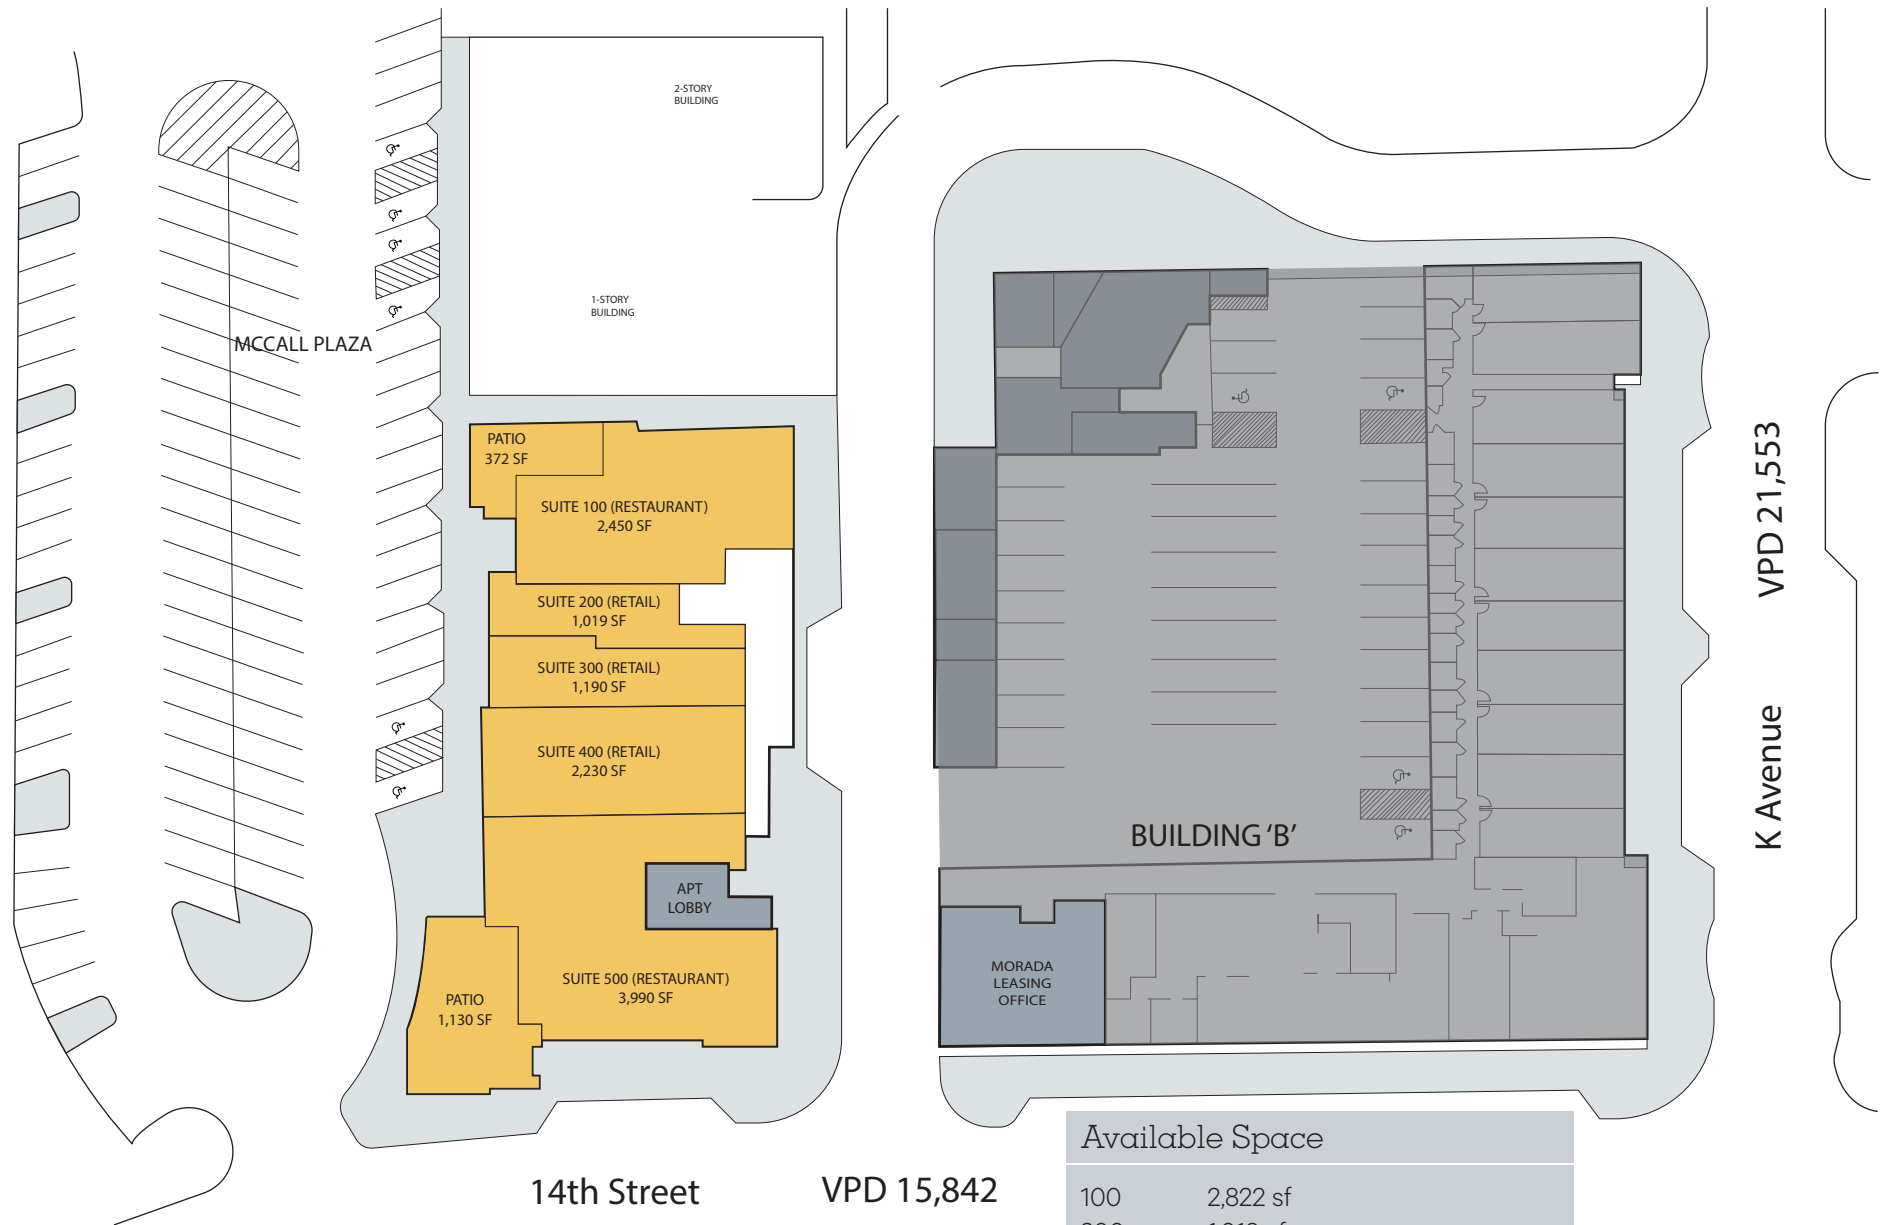 2-STORY
BUILDING
1-STORY
BUILDING
MCCALL PLAZA
PATIO
372 SF
SUITE 100 (RESTAURANT)
2,450 SF
SUITE 200 (RETAIL)
1,019 SF
SUITE 300 (RETAIL)
1,190 SF
SUITE 400 (RETAIL)
2,230 SF
APT
LOBBY
SUITE 500 (RESTAURANT)
3,990 SF
PATIO
1,130 SF
BUILDING ‘B’
MORADA
LEASING
OFFICE
K Avenue VPD 21,553
14th Street VPD 15,842
Available Space
100 2,822 sf